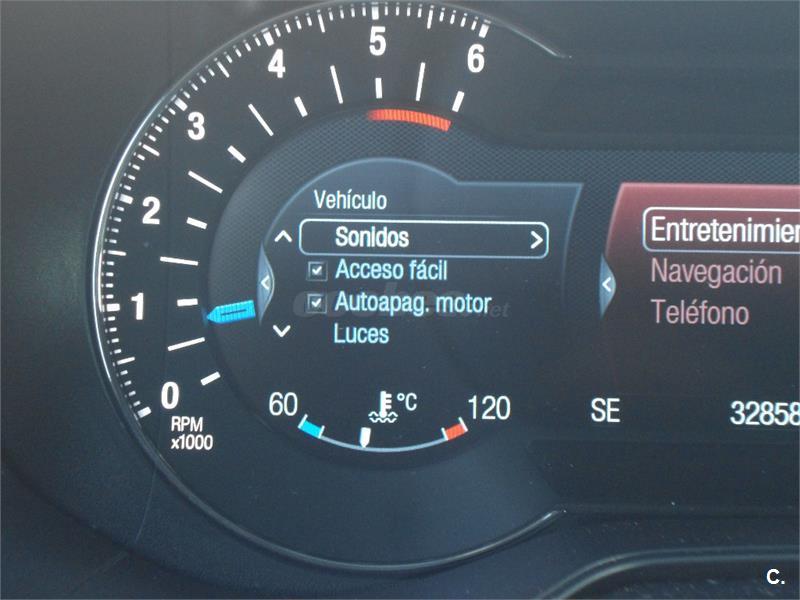 6
5
4
3
2
1
0
RPM
x1000
Vehículo
Sonidos
Acceso fácil
Autoapag. motor
Luces
60 °C 120
Entretenimien
Navegación
Teléfono
SE 32858
C.